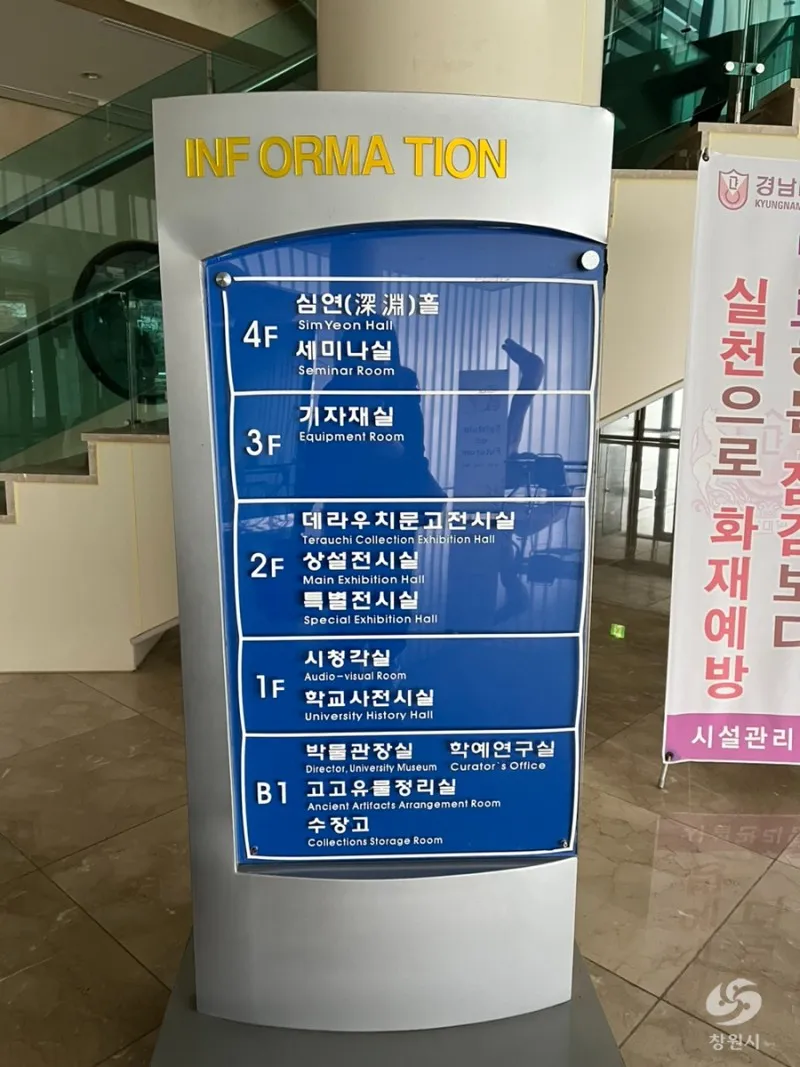 INFORMATION
4F
심연(深淵)홀
SimYeon Hall
세미나실
Seminar Room
3F
기자재실
Equipment Room
2F
데라우치문고전시실
Terauchi Collection Exhibition Hall
상설전시실
Main Exhibition Hall
특별전시실
Special Exhibition Hall
1F
시청각실
Audio-visual Room
학교사전시실
University History Hall
B1
박물관장실 학예연구실
Director, University Museum Curator`s Office
고고유물정리실
Ancient Artifacts Arrangement Room
수장고
Collections Storage Room
경남
KYUNGNAM
실천으로 화재예방
점검보다
시설관리
창원시